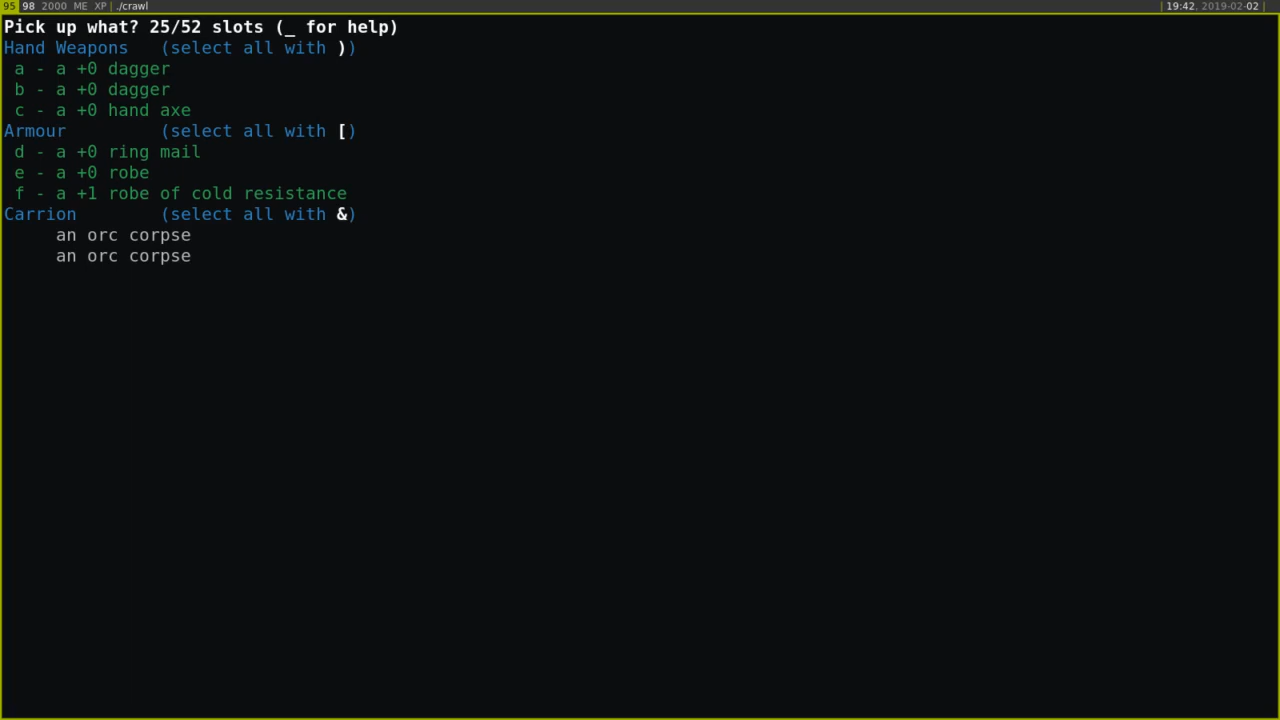 95 98 2000 ME XP | ./crawl | 19:42, 2019-02-02 |
Pick up what? 25/52 slots (_ for help)
Hand Weapons (select all with ))
a - a +0 dagger
b - a +0 dagger
c - a +0 hand axe
Armour (select all with [)
d - a +0 ring mail
e - a +0 robe
f - a +1 robe of cold resistance
Carrion (select all with &)
an orc corpse
an orc corpse